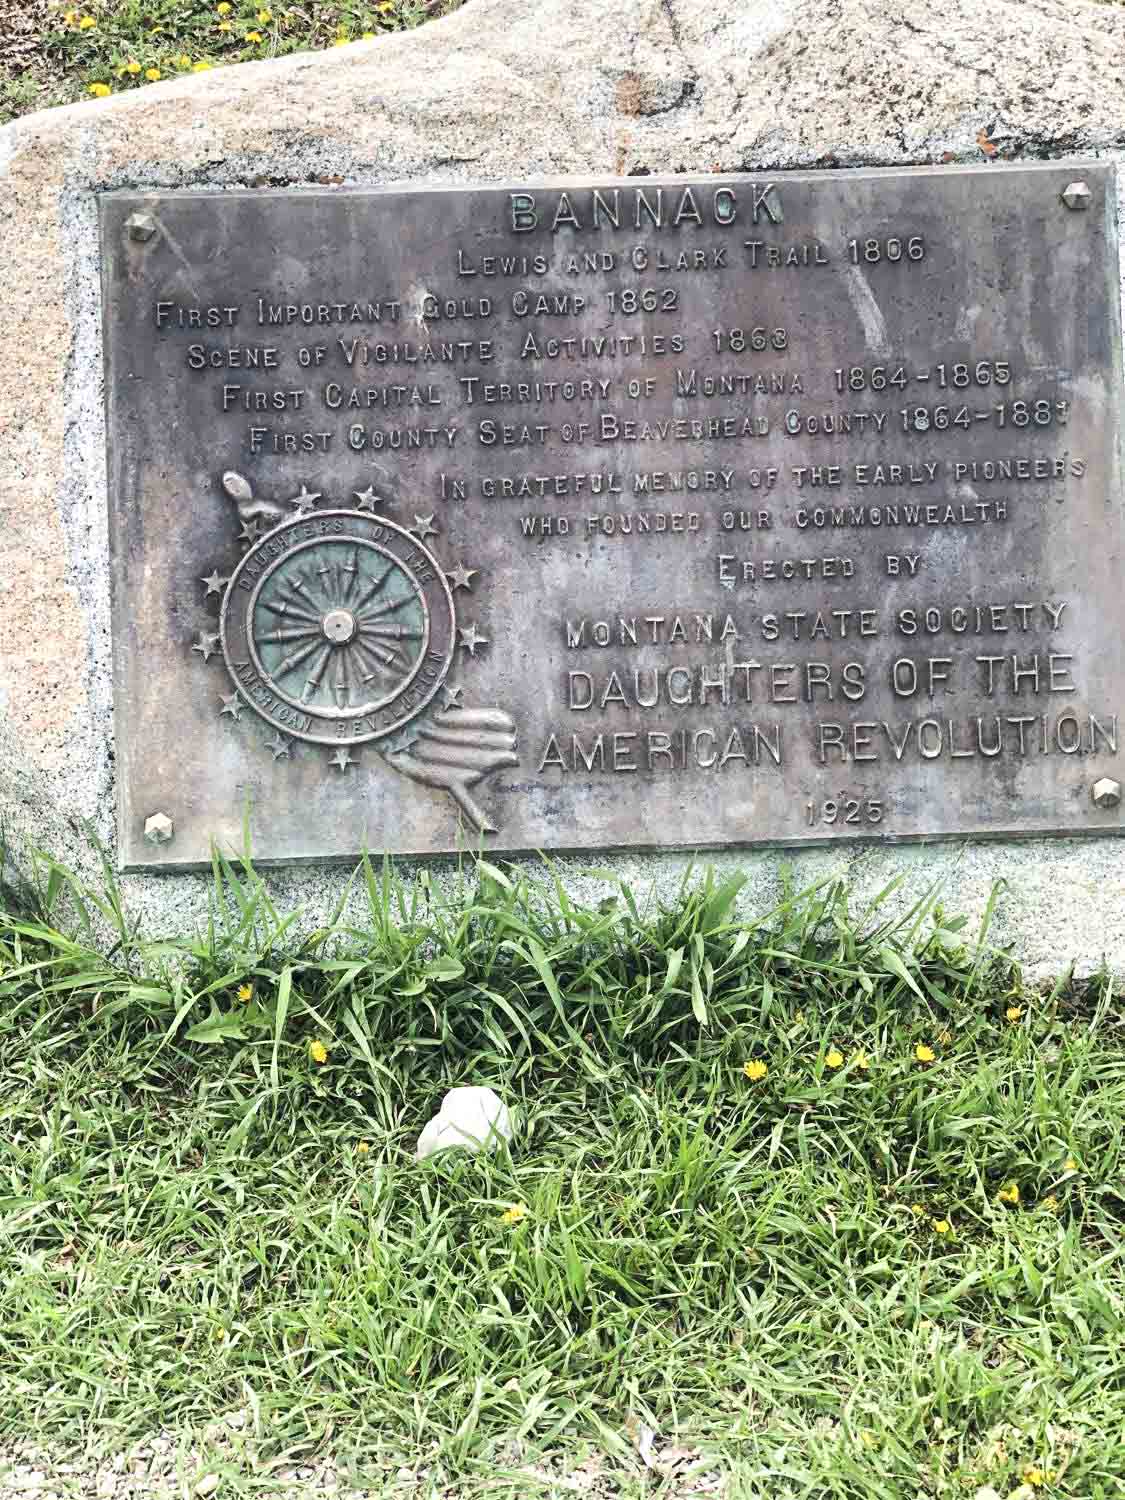 BANNACK
LEWIS AND CLARK TRAIL 1806
FIRST IMPORTANT GOLD CAMP 1862
SCENE OF VIGILANTE ACTIVITIES 1863
FIRST CAPITAL TERRITORY OF MONTANA 1864-1865
FIRST COUNTY SEAT OF BEAVERHEAD COUNTY 1864-1881
IN GRATEFUL MEMORY OF THE EARLY PIONEERS
WHO FOUNDED OUR COMMONWEALTH
ERECTED BY
MONTANA STATE SOCIETY
DAUGHTERS OF THE
AMERICAN REVOLUTION
1925
DAUGHTERS OF THE
AMERICAN REVOLUTION